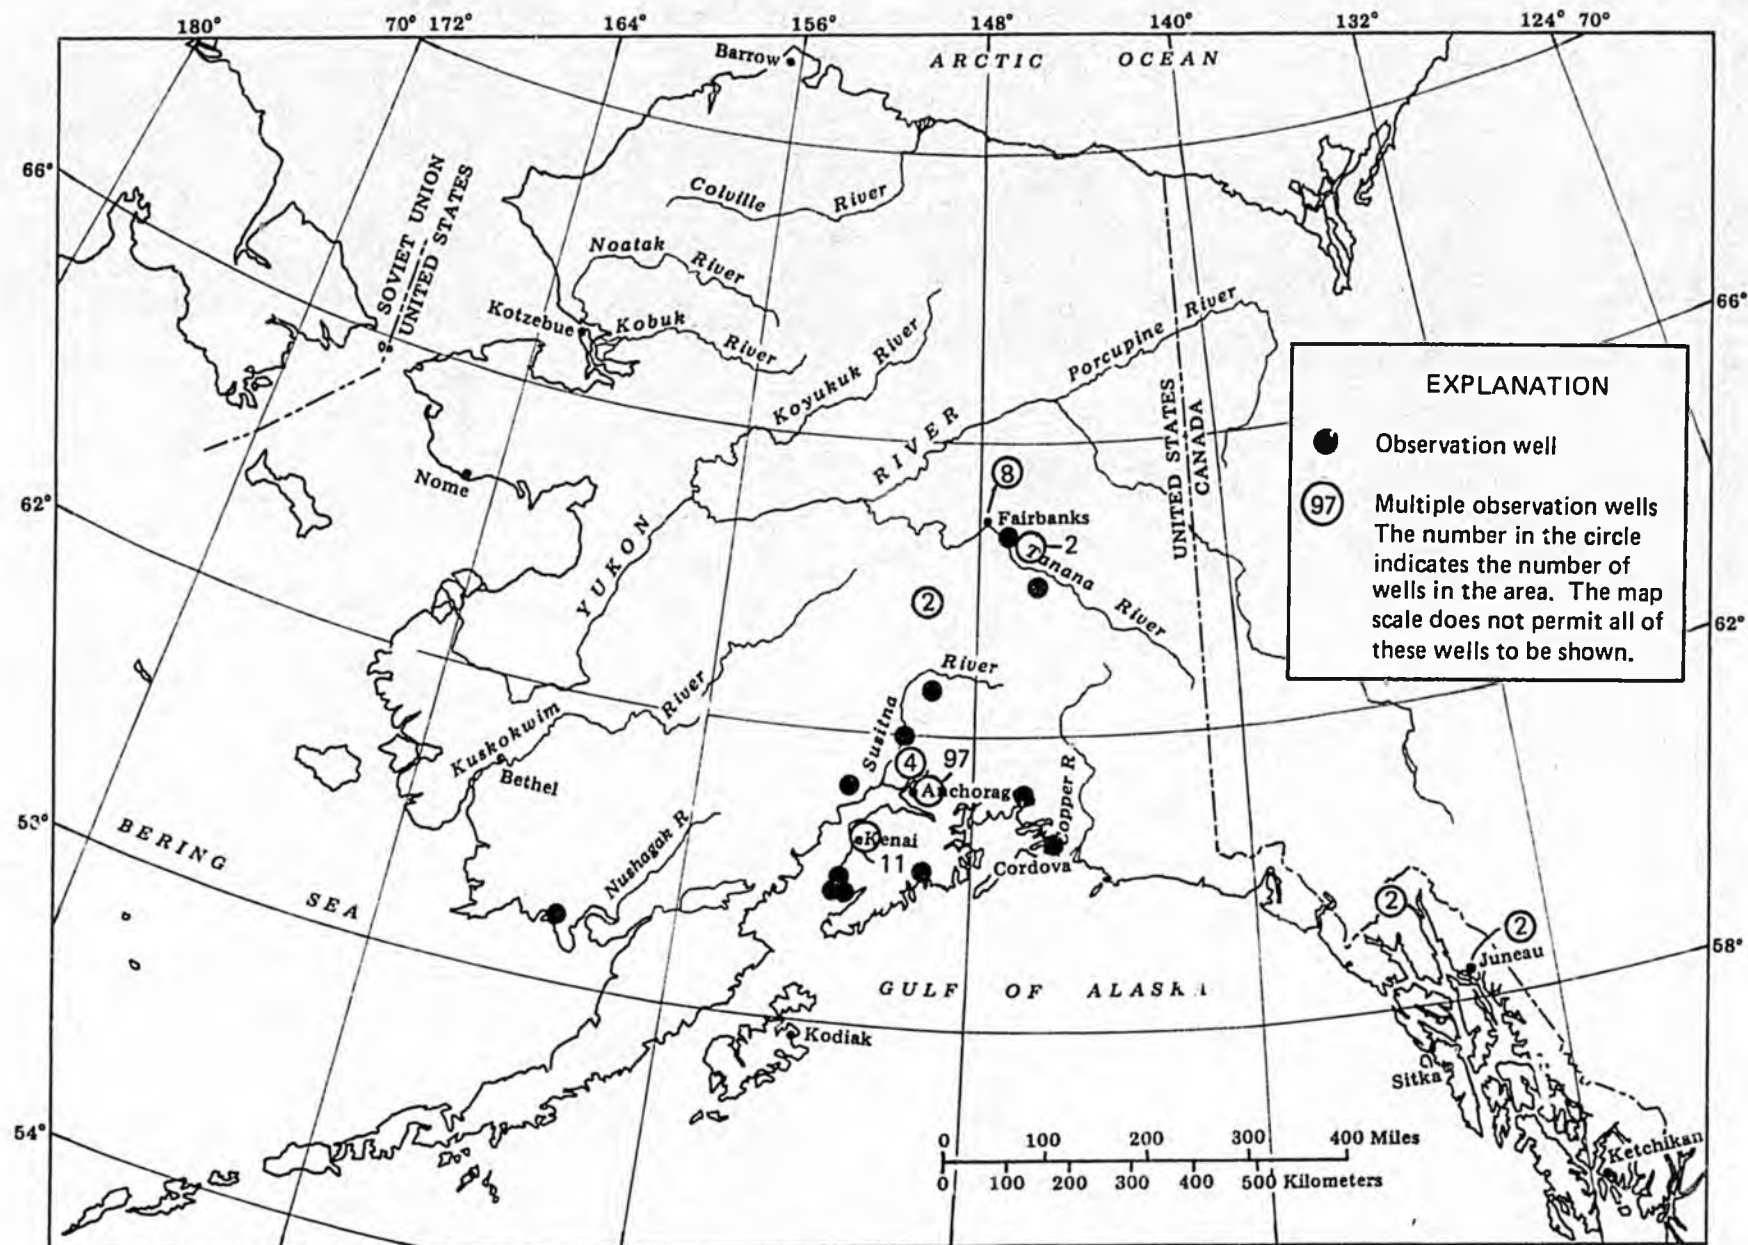 180° 70° 172° 164° 156° 148° 140° 132° 124° 70°
Barrow
ARCTIC OCEAN
66°
SOVIET UNION
UNITED STATES
Colville River
Noatak River
Kotzebue
Kobuk River
Koyukuk River
Porcupine River
66°
UNITED STATES
CANADA
EXPLANATION
Observation well
97 Multiple observation wells
The number in the circle
indicates the number of
wells in the area. The map
scale does not permit all of
these wells to be shown.
62°
Nome
YUKON RIVER
8
Fairbanks
2
Tanana River
2
62°
River
Susitna
Kuskokwim River
Bethel
4
97
Anchorag
Copper R
53°
BERING SEA
Nushagak R
Kenai
11
Cordova
2
2
Juneau
58°
GULF OF ALASKA
Kodiak
Sitka
54°
0 100 200 300 400 Miles
0 100 200 300 400 500 Kilometers
Ketchikan